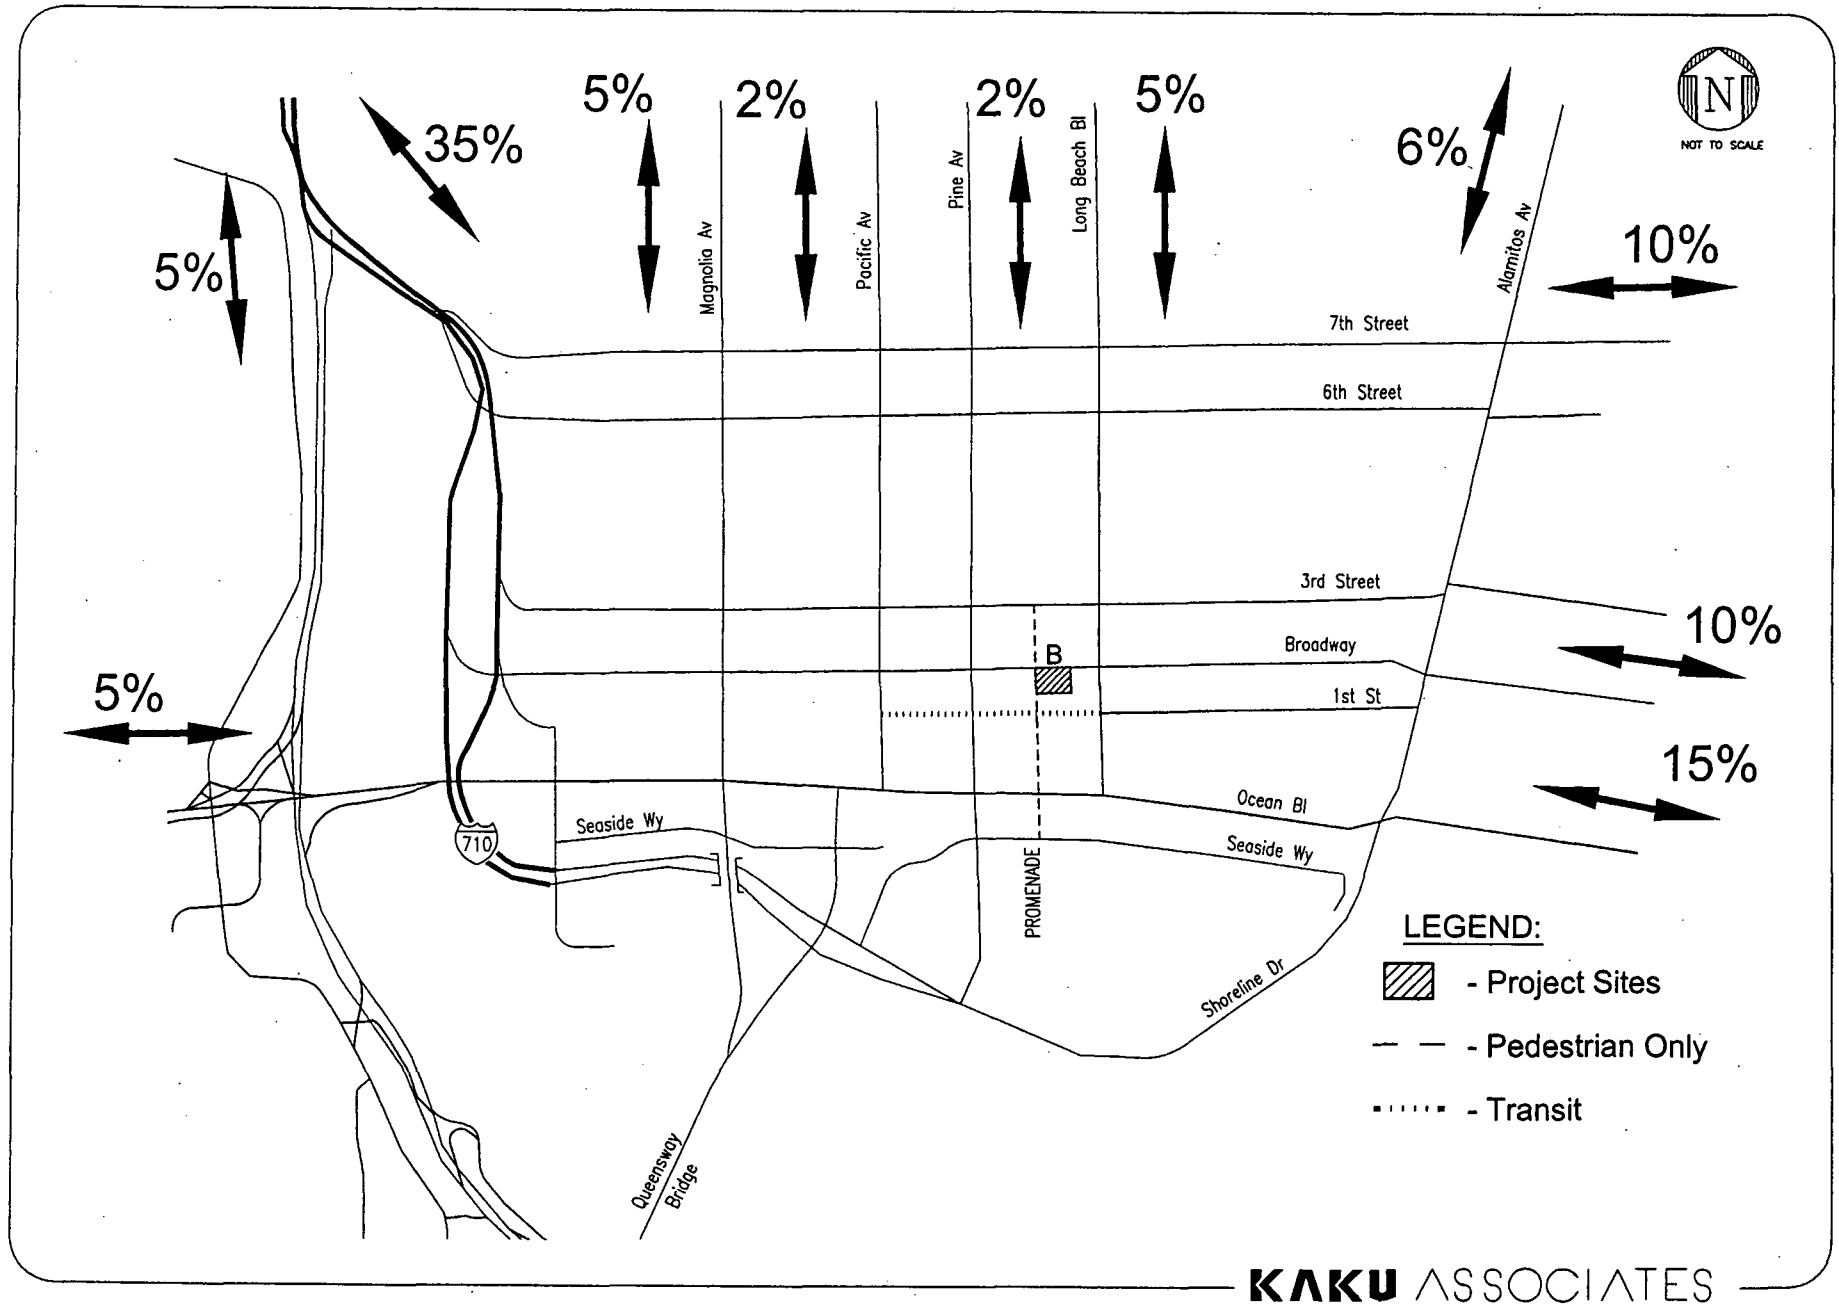 5%
2%
2%
5%
6%
35%
10%
5%
N
NOT TO SCALE
Magnolia Av
Pacific Av
Pine Av
Long Beach Bl
Alamitos Av
7th Street
6th Street
3rd Street
10%
B
Broadway
1st St
5%
15%
Ocean Bl
Seaside Wy
710
Seaside Wy
PROMENADE
Shoreline Dr
Queensway
Bridge
LEGEND:
- Project Sites
- Pedestrian Only
- Transit
KAKU ASSOCIATES